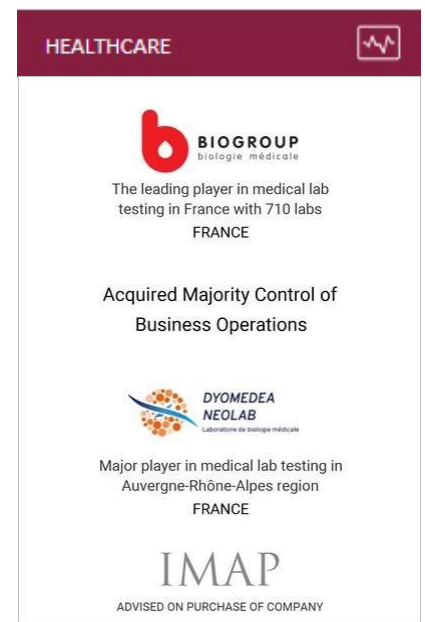 HEALTHCARE
BIOGROUP
biologie médicale
The leading player in medical lab
testing in France with 710 labs
FRANCE
Acquired Majority Control of
Business Operations
DYOMEDEA
NEOLAB
Laboratoire de biologie médicale
Major player in medical lab testing in
Auvergne-Rhône-Alpes region
FRANCE
IMAP
ADVISED ON PURCHASE OF COMPANY